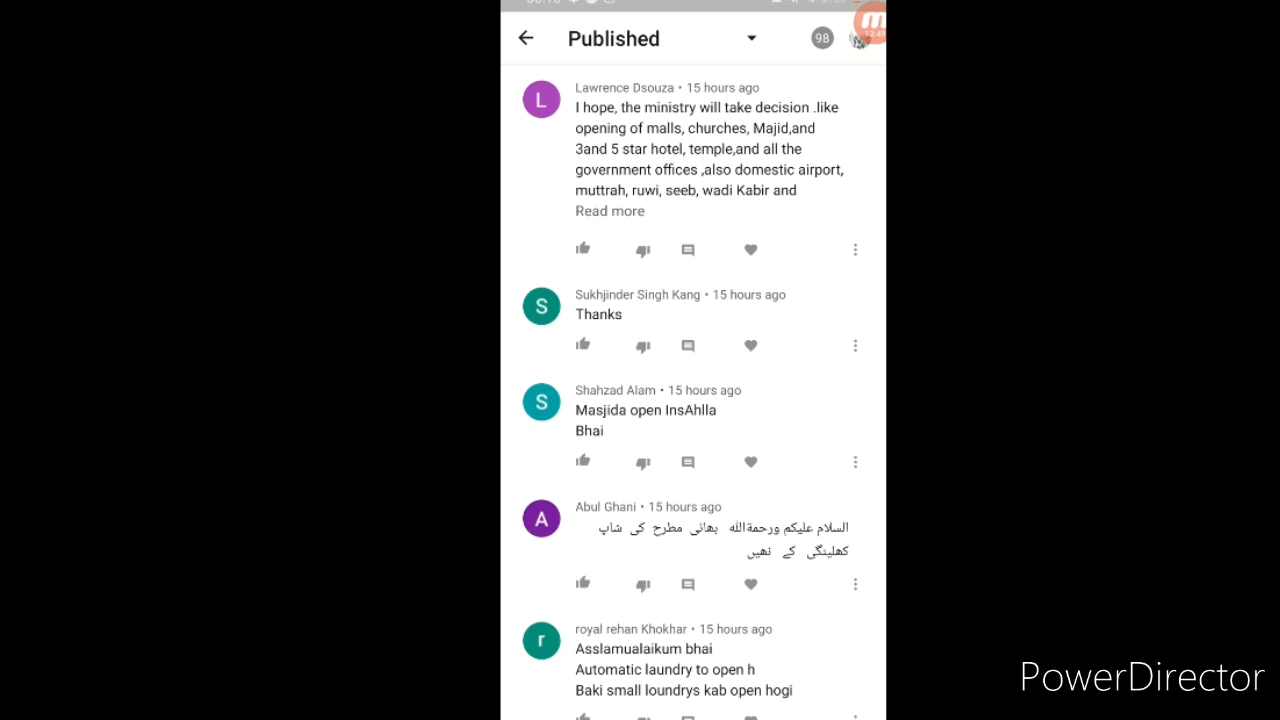 Published
98
10:49
L
Lawrence Dsouza • 15 hours ago
I hope, the ministry will take decision .like
opening of malls, churches, Majid,and
3and 5 star hotel, temple,and all the
government offices ,also domestic airport,
muttrah, ruwi, seeb, wadi Kabir and
Read more
S
Sukhjinder Singh Kang • 15 hours ago
Thanks
S
Shahzad Alam • 15 hours ago
Masjida open InsAhlla
Bhai
A
Abul Ghani • 15 hours ago
السلام علیکم ورحمةاللہ بھائی مطرح کی شاپ
کھلینگی کے نھیں
r
royal rehan Khokhar • 15 hours ago
Asslamualaikum bhai
Automatic laundry to open h
Baki small loundrys kab open hogi
PowerDirector